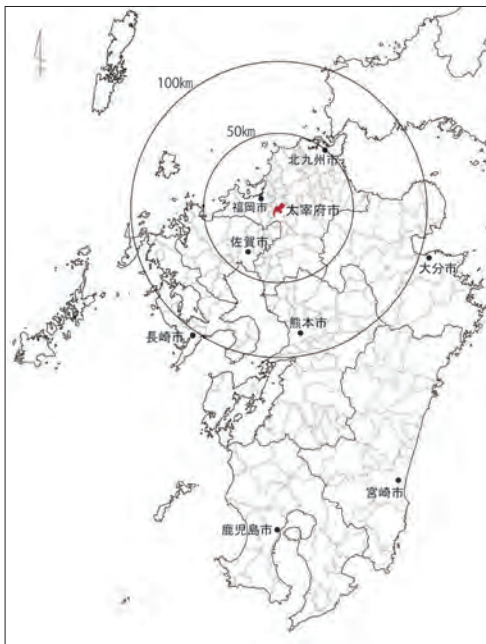 100km
50km
北九州市
福岡市
太宰府市
佐賀市
大分市
熊本市
長崎市
宮崎市
鹿児島市